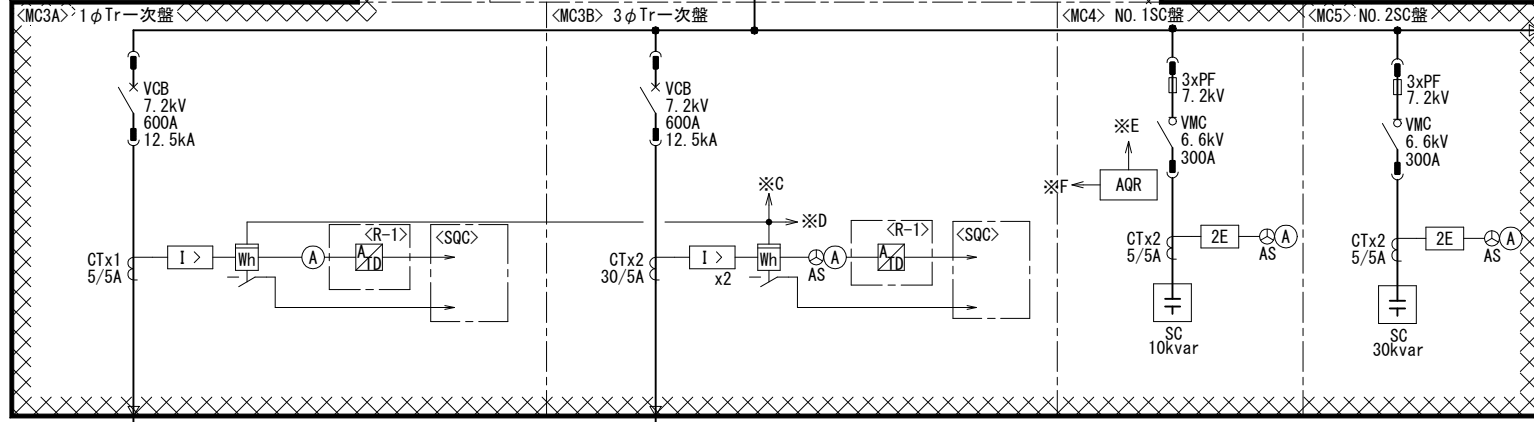 <MC3A> 1φTr一次盤
VCB
7.2kV
600A
12.5kA
CTx1
5/5A
I >
Wh
A
<R-1>
A
TD
<SQC>
<MC3B> 3φTr一次盤
VCB
7.2kV
600A
12.5kA
※C
※D
CTx2
30/5A
I >
x2
Wh
AS
A
<R-1>
A
TD
<SQC>
<MC4> NO.1SC盤
3xPF
7.2kV
VMC
6.6kV
300A
※E
※F
AQR
CTx2
5/5A
2E
AS
A
SC
10kvar
<MC5> NO.2SC盤
3xPF
7.2kV
VMC
6.6kV
300A
CTx2
5/5A
2E
AS
A
SC
30kvar